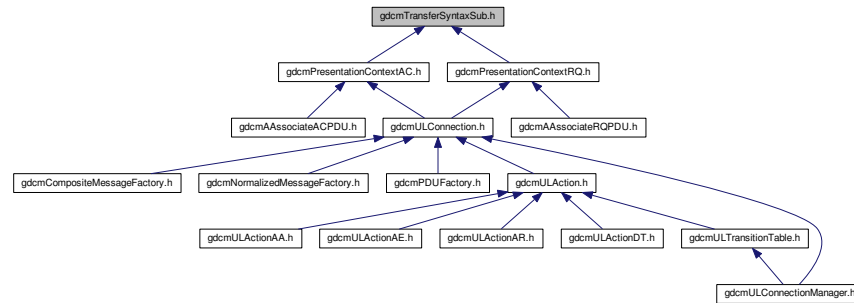 gdcmTransferSyntaxSub.h
gdcmPresentationContextAC.h
gdcmPresentationContextRQ.h
gdcmAAssociateACPDU.h
gdcmULConnection.h
gdcmAAssociateRQPDU.h
gdcmCompositeMessageFactory.h
gdcmNormalizedMessageFactory.h
gdcmPDUFactory.h
gdcmULAction.h
gdcmULActionAA.h
gdcmULActionAE.h
gdcmULActionAR.h
gdcmULActionDT.h
gdcmULTransitionTable.h
gdcmULConnectionManager.h